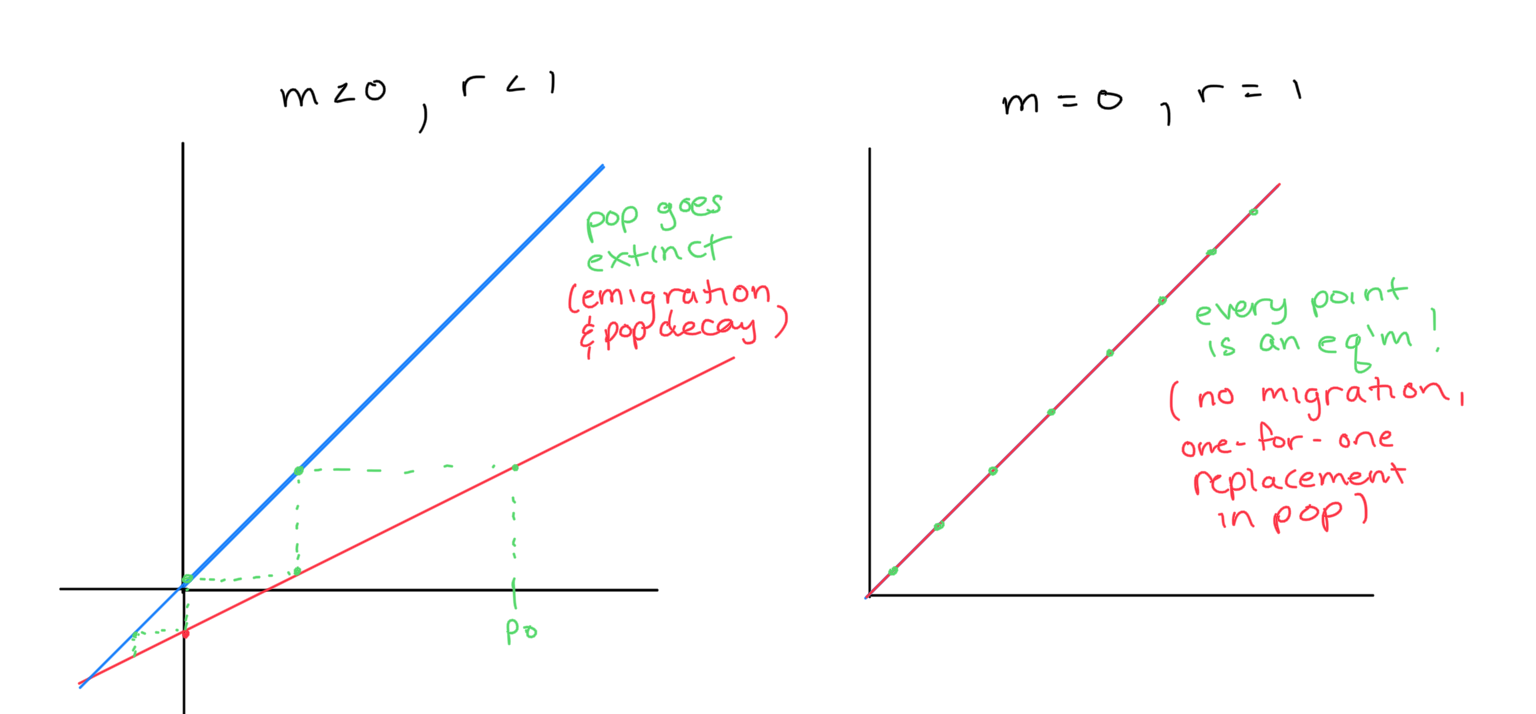 m < 0 , r < 1
pop goes
extinct
(emigration
& pop decay)
p₀
m = 0 , r = 1
every point
is an eq'm !
( no migration,
one-for-one
replacement
in pop)